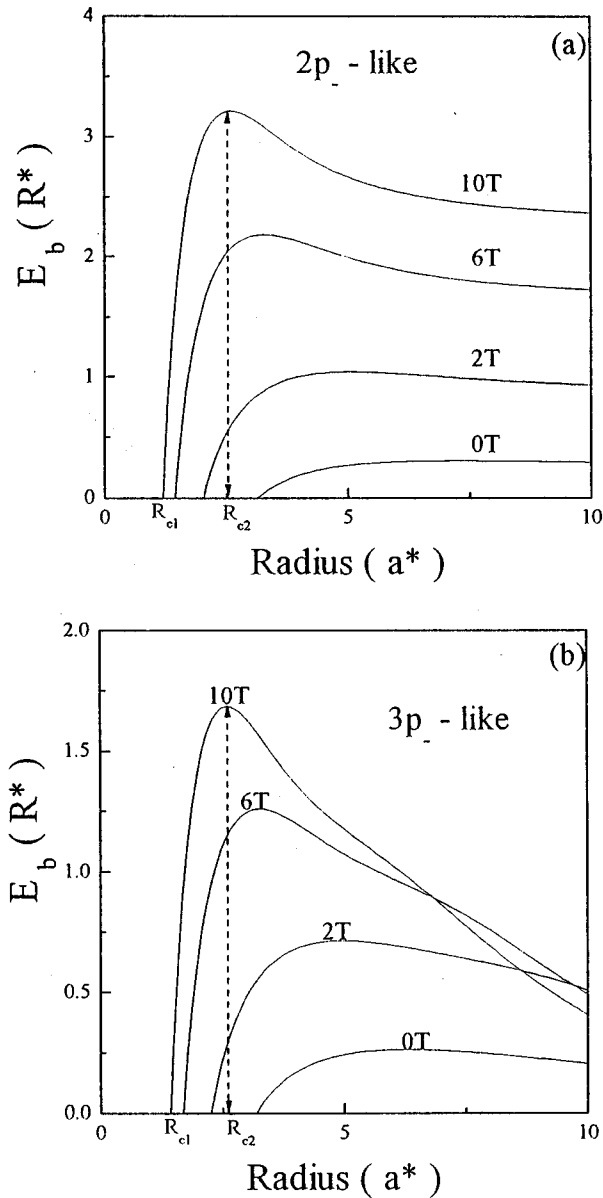 (a)
2p_ - like
4
3
2
1
0
E_b ( R* )
10T
6T
2T
0T
0 R_c1 R_c2 5 10
Radius ( a* )
(b)
3p_ - like
2.0
1.5
1.0
0.5
0.0
E_b ( R* )
10T
6T
2T
0T
0 R_c1 R_c2 5 10
Radius ( a* )